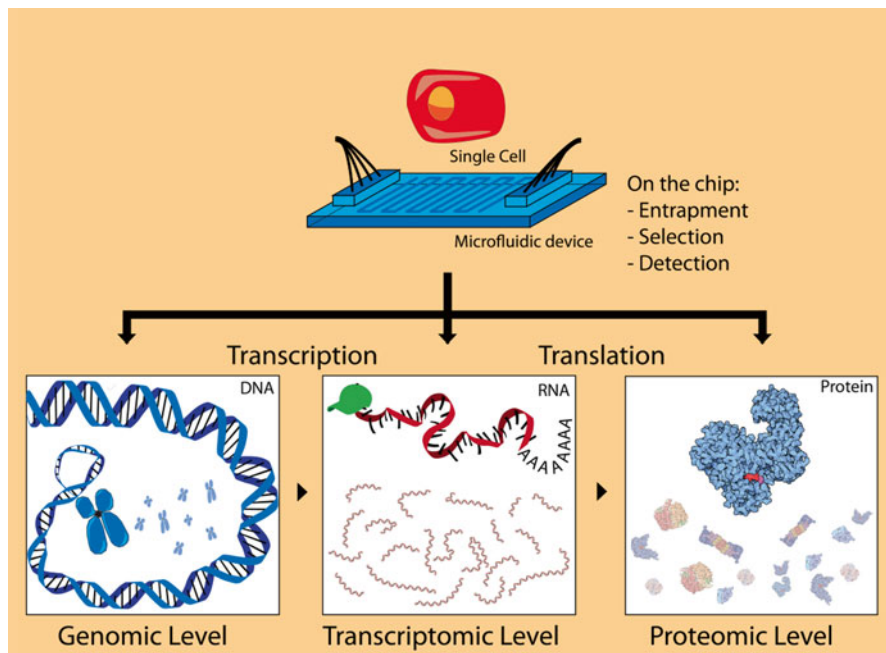 Single Cell
Microfluidic device
On the chip:
- Entrapment
- Selection
- Detection
Transcription
Translation
DNA
RNA
AAAAAAAA
Protein
Genomic Level
Transcriptomic Level
Proteomic Level